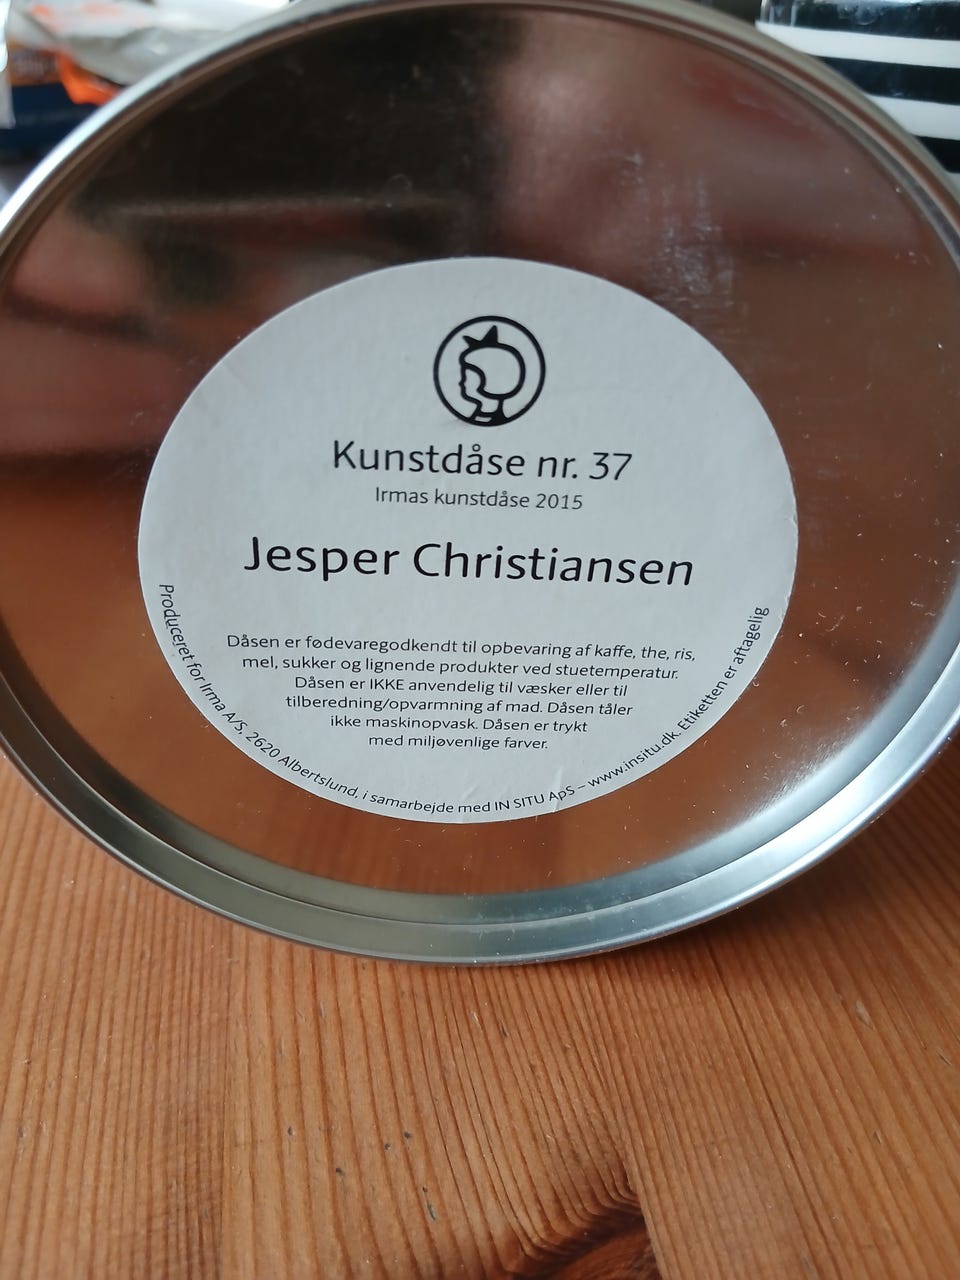 Kunstdåse nr. 37
Irmas kunstdåse 2015
Jesper Christiansen
Dåsen er fødevaregodkendt til opbevaring af kaffe, the, ris,
mel, sukker og lignende produkter ved stuetemperatur.
Dåsen er IKKE anvendelig til væsker eller til
tilberedning/opvarmning af mad. Dåsen tåler
ikke maskinopvask. Dåsen er trykt
med miljøvenlige farver.
Produceret for Irma A/S, 2620 Albertslund, i samarbejde med IN SITU ApS – www.insitu.dk. Etiketten er aftagelig